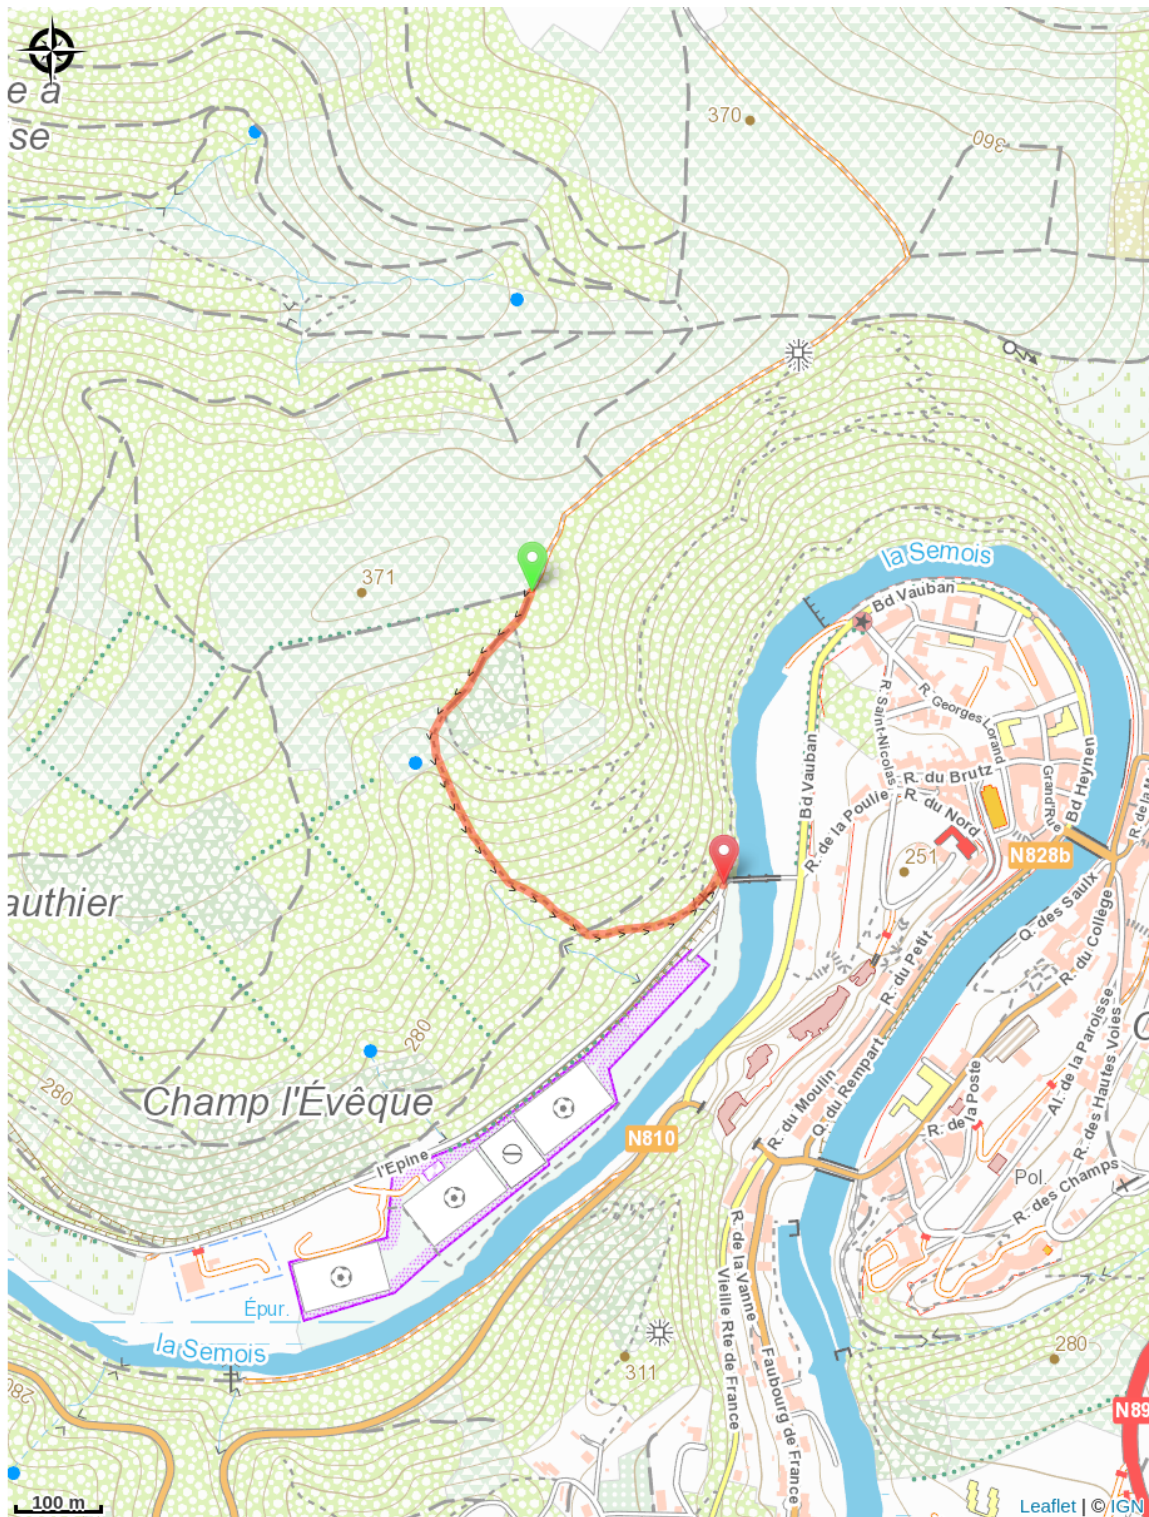 e à
se
370
360
371
la Semois
Bd Vauban
R. Georges Lorand
R. Saint-Nicolas
Bd Vauban
R. du Brutz
Grand'Rue
Bd Heynen
R. de la Poulie
R. du Nord
251
N828b
authier
Q. des Saulx
R. du Collège
R. du Petit
280
280
Champ l'Évêque
N810
R. du Moulin
Q. du Rempart
R. de la Poste
Al. de la Paroisse
R. des Hautes Voies
l'Epine
Pol.
R. des Champs
R. de la Vanne
Vieille Rte de France
Faubourg de France
Épur.
la Semois
311
280
280
N89
100 m
Leaflet | © IGN